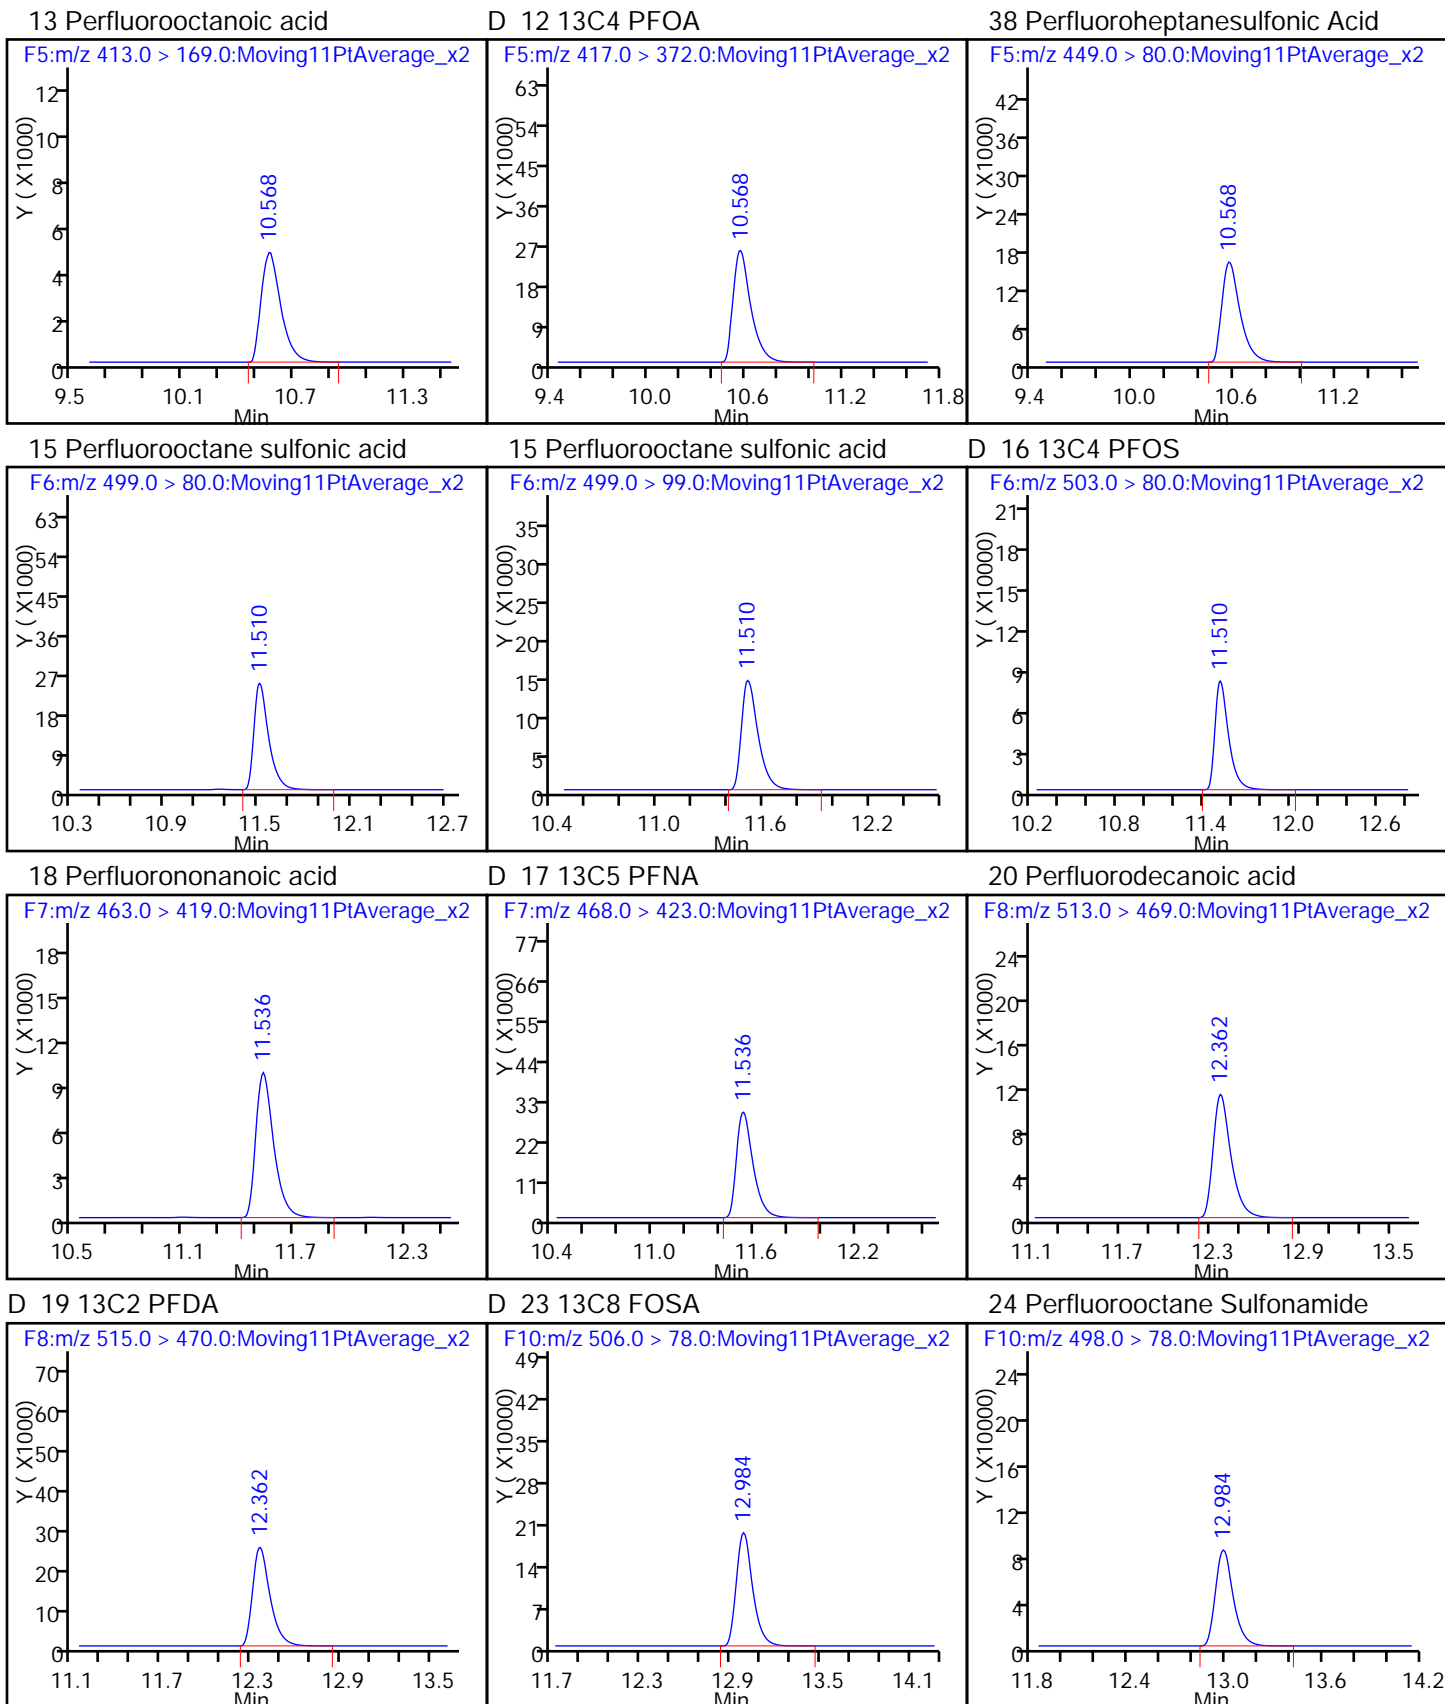 13 Perfluorooctanoic acid
F5:m/z 413.0 > 169.0:Moving11PtAverage_x2
Y ( X1000)
12
10
8
6
4
2
0
10.568
9.5 10.1 10.7 11.3
Min
D 12 13C4 PFOA
F5:m/z 417.0 > 372.0:Moving11PtAverage_x2
Y ( X1000)
63
54
45
36
27
18
9
0
10.568
9.4 10.0 10.6 11.2 11.8
Min
38 Perfluoroheptanesulfonic Acid
F5:m/z 449.0 > 80.0:Moving11PtAverage_x2
Y ( X1000)
42
36
30
24
18
12
6
0
10.568
9.4 10.0 10.6 11.2
Min
15 Perfluorooctane sulfonic acid
F6:m/z 499.0 > 80.0:Moving11PtAverage_x2
Y ( X1000)
63
54
45
36
27
18
9
0
11.510
10.3 10.9 11.5 12.1 12.7
Min
15 Perfluorooctane sulfonic acid
F6:m/z 499.0 > 99.0:Moving11PtAverage_x2
Y ( X1000)
35
30
25
20
15
10
5
0
11.510
10.4 11.0 11.6 12.2
Min
D 16 13C4 PFOS
F6:m/z 503.0 > 80.0:Moving11PtAverage_x2
Y ( X10000)
21
18
15
12
9
6
3
0
11.510
10.2 10.8 11.4 12.0 12.6
Min
18 Perfluorononanoic acid
F7:m/z 463.0 > 419.0:Moving11PtAverage_x2
Y ( X1000)
18
15
12
9
6
3
0
11.536
10.5 11.1 11.7 12.3
Min
D 17 13C5 PFNA
F7:m/z 468.0 > 423.0:Moving11PtAverage_x2
Y ( X1000)
77
66
55
44
33
22
11
0
11.536
10.4 11.0 11.6 12.2
Min
20 Perfluorodecanoic acid
F8:m/z 513.0 > 469.0:Moving11PtAverage_x2
Y ( X1000)
24
20
16
12
8
4
0
12.362
11.1 11.7 12.3 12.9 13.5
Min
D 19 13C2 PFDA
F8:m/z 515.0 > 470.0:Moving11PtAverage_x2
Y ( X1000)
70
60
50
40
30
20
10
0
12.362
11.1 11.7 12.3 12.9 13.5
Min
D 23 13C8 FOSA
F10:m/z 506.0 > 78.0:Moving11PtAverage_x2
Y ( X10000)
49
42
35
28
21
14
7
0
12.984
11.7 12.3 12.9 13.5 14.1
Min
24 Perfluorooctane Sulfonamide
F10:m/z 498.0 > 78.0:Moving11PtAverage_x2
Y ( X10000)
24
20
16
12
8
4
0
12.984
11.8 12.4 13.0 13.6 14.2
Min